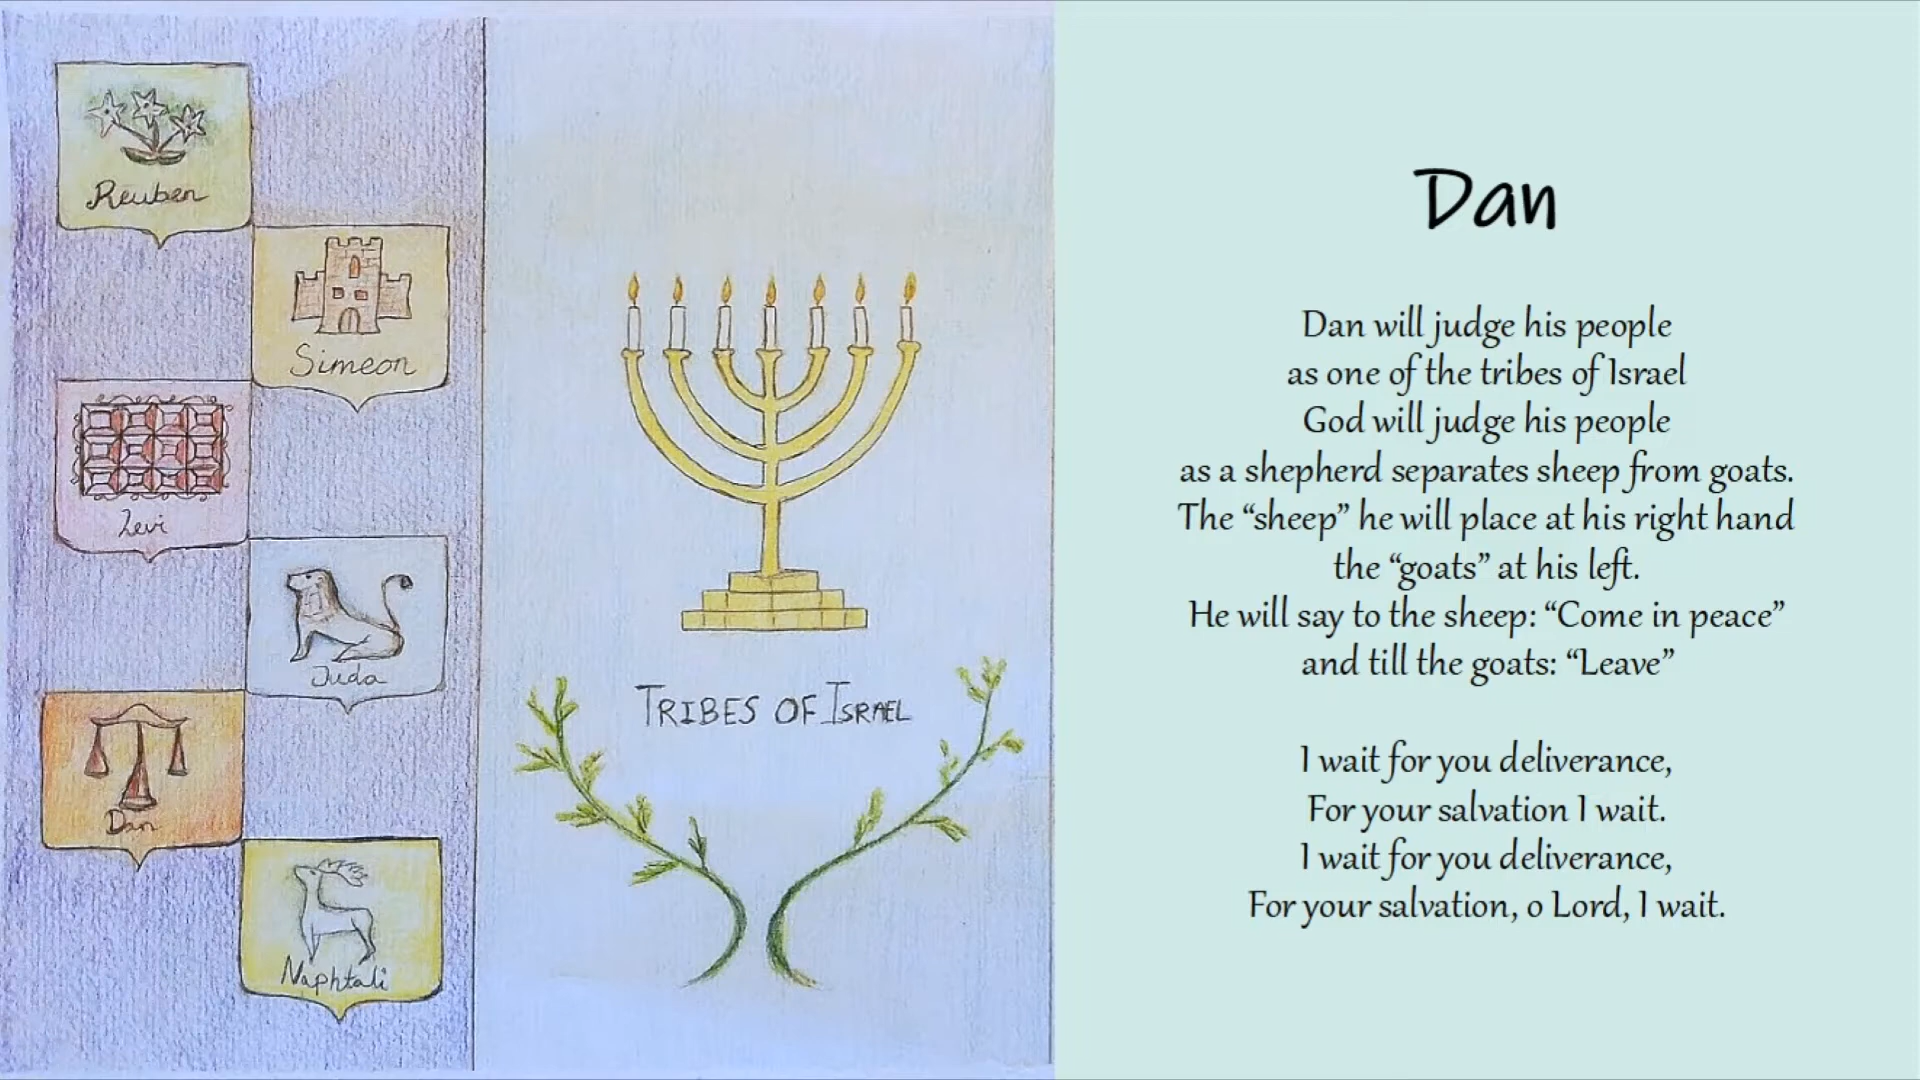 Reuben
Simeon
Levi
Juda
Dan
Naphtali
TRIBES OF ISRAEL
Dan
Dan will judge his people
as one of the tribes of Israel
God will judge his people
as a shepherd separates sheep from goats.
The “sheep” he will place at his right hand
the “goats” at his left.
He will say to the sheep: “Come in peace”
and till the goats: “Leave”
I wait for you deliverance,
For your salvation I wait.
I wait for you deliverance,
For your salvation, o Lord, I wait.